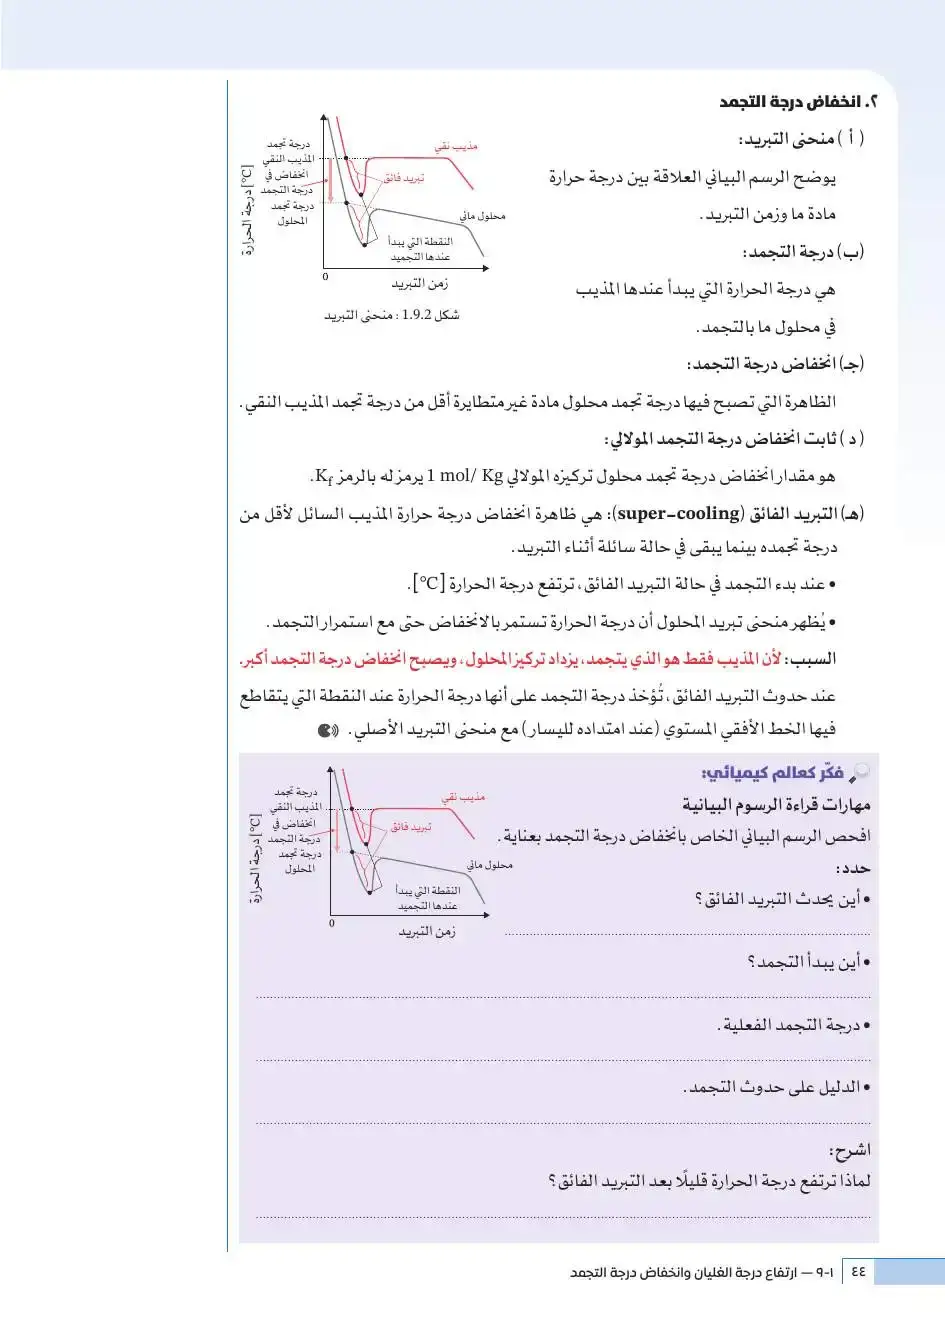 ٢. انخفاض درجة التجمد
( أ ) منحنى التبريد:
يوضح الرسم البياني العلاقة بين درجة حرارة
مادة ما وزمن التبريد.
(ب) درجة التجمد:
هي درجة الحرارة التي يبدأ عندها المذيب
في محلول ما بالتجمد.
درجة الحرارة [°C]
درجة تجمد
المذيب النقي
انخفاض في
درجة التجمد
درجة تجمد
المحلول
مذيب نقي
تبريد فائق
محلول مائي
النقطة التي يبدأ
عندها التجميد
0
زمن التبريد
شكل 1.9.2 : منحنى التبريد
(جـ) انخفاض درجة التجمد:
الظاهرة التي تصبح فيها درجة تجمد محلول مادة غير متطايرة أقل من درجة تجمد المذيب النقي.
( د ) ثابت انخفاض درجة التجمد المولالي:
هو مقدار انخفاض درجة تجمد محلول تركيزه المولالي 1 mol/ Kg يرمز له بالرمز Kf.
(هـ) التبريد الفائق (super-cooling): هي ظاهرة انخفاض درجة حرارة المذيب السائل لأقل من
درجة تجمده بينما يبقى في حالة سائلة أثناء التبريد.
• عند بدء التجمد في حالة التبريد الفائق، ترتفع درجة الحرارة [°C].
• يُظهر منحنى تبريد المحلول أن درجة الحرارة تستمر بالانخفاض حتى مع استمرار التجمد.
السبب: لأن المذيب فقط هو الذي يتجمد، يزداد تركيز المحلول، ويصبح انخفاض درجة التجمد أكبر.
عند حدوث التبريد الفائق، تُؤخذ درجة التجمد على أنها درجة الحرارة عند النقطة التي يتقاطع
فيها الخط الأفقي المستوي (عند امتداده لليسار) مع منحنى التبريد الأصلي.
فكّر كعالم كيميائي:
مهارات قراءة الرسوم البيانية
افحص الرسم البياني الخاص بانخفاض درجة التجمد بعناية.
حدد:
• أين يحدث التبريد الفائق؟
درجة الحرارة [°C]
درجة تجمد
المذيب النقي
انخفاض في
درجة التجمد
درجة تجمد
المحلول
مذيب نقي
تبريد فائق
محلول مائي
النقطة التي يبدأ
عندها التجميد
0
زمن التبريد
• أين يبدأ التجمد؟
• درجة التجمد الفعلية.
• الدليل على حدوث التجمد.
اشرح:
لماذا ترتفع درجة الحرارة قليلًا بعد التبريد الفائق؟
٤٤ ٩-١ — ارتفاع درجة الغليان وانخفاض درجة التجمد